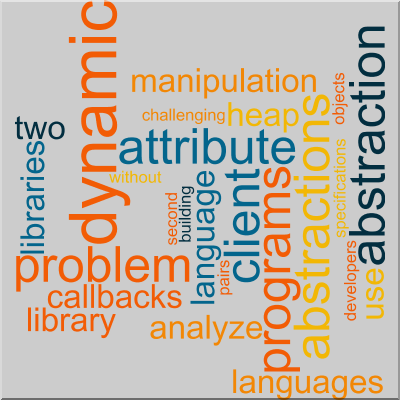 dynamic
manipulation
objects
abstraction
challenging
heap
two
attribute
abstractions
libraries
without
specifications
client
programs
language
building
second
problem
pairs
developers
use
callbacks
library
analyze
languages